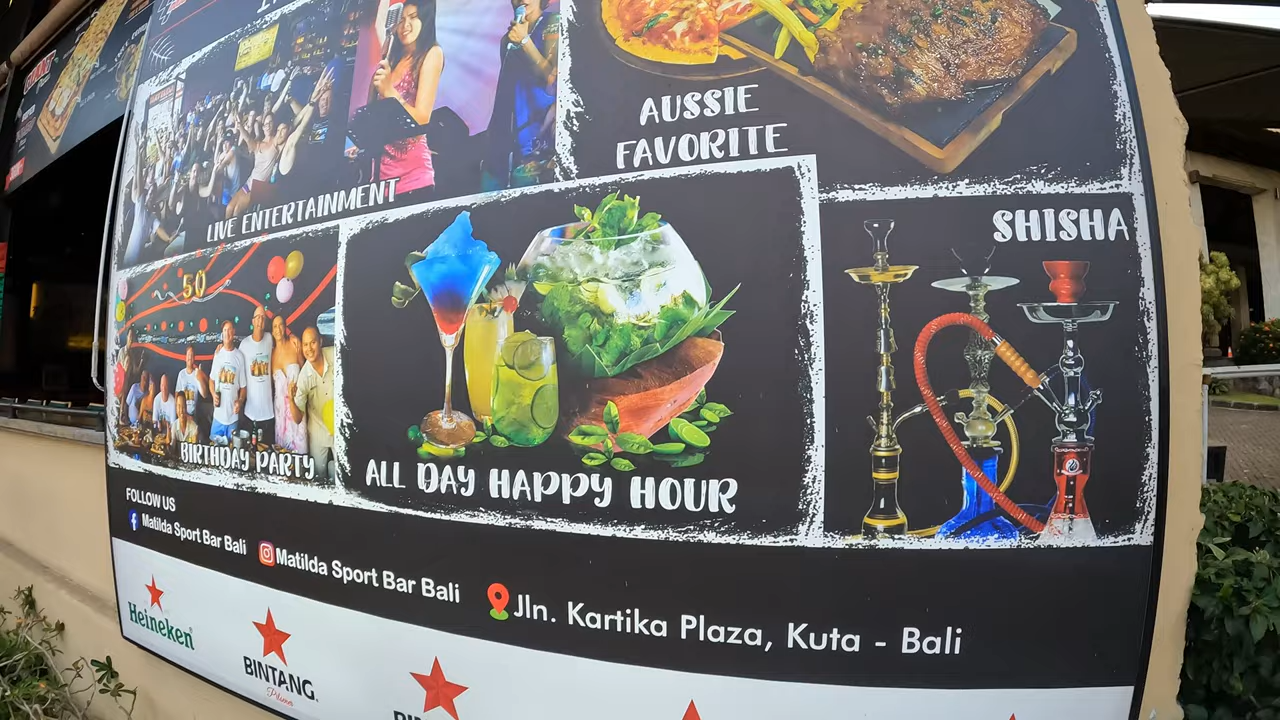 LIVE ENTERTAINMENT
AUSSIE
FAVORITE
SHISHA
50
BIRTHDAY PARTY
ALL DAY HAPPY HOUR
FOLLOW US
Matilda Sport Bar Bali
Matilda Sport Bar Bali
Jln. Kartika Plaza, Kuta - Bali
Heineken
BINTANG
Pilsener